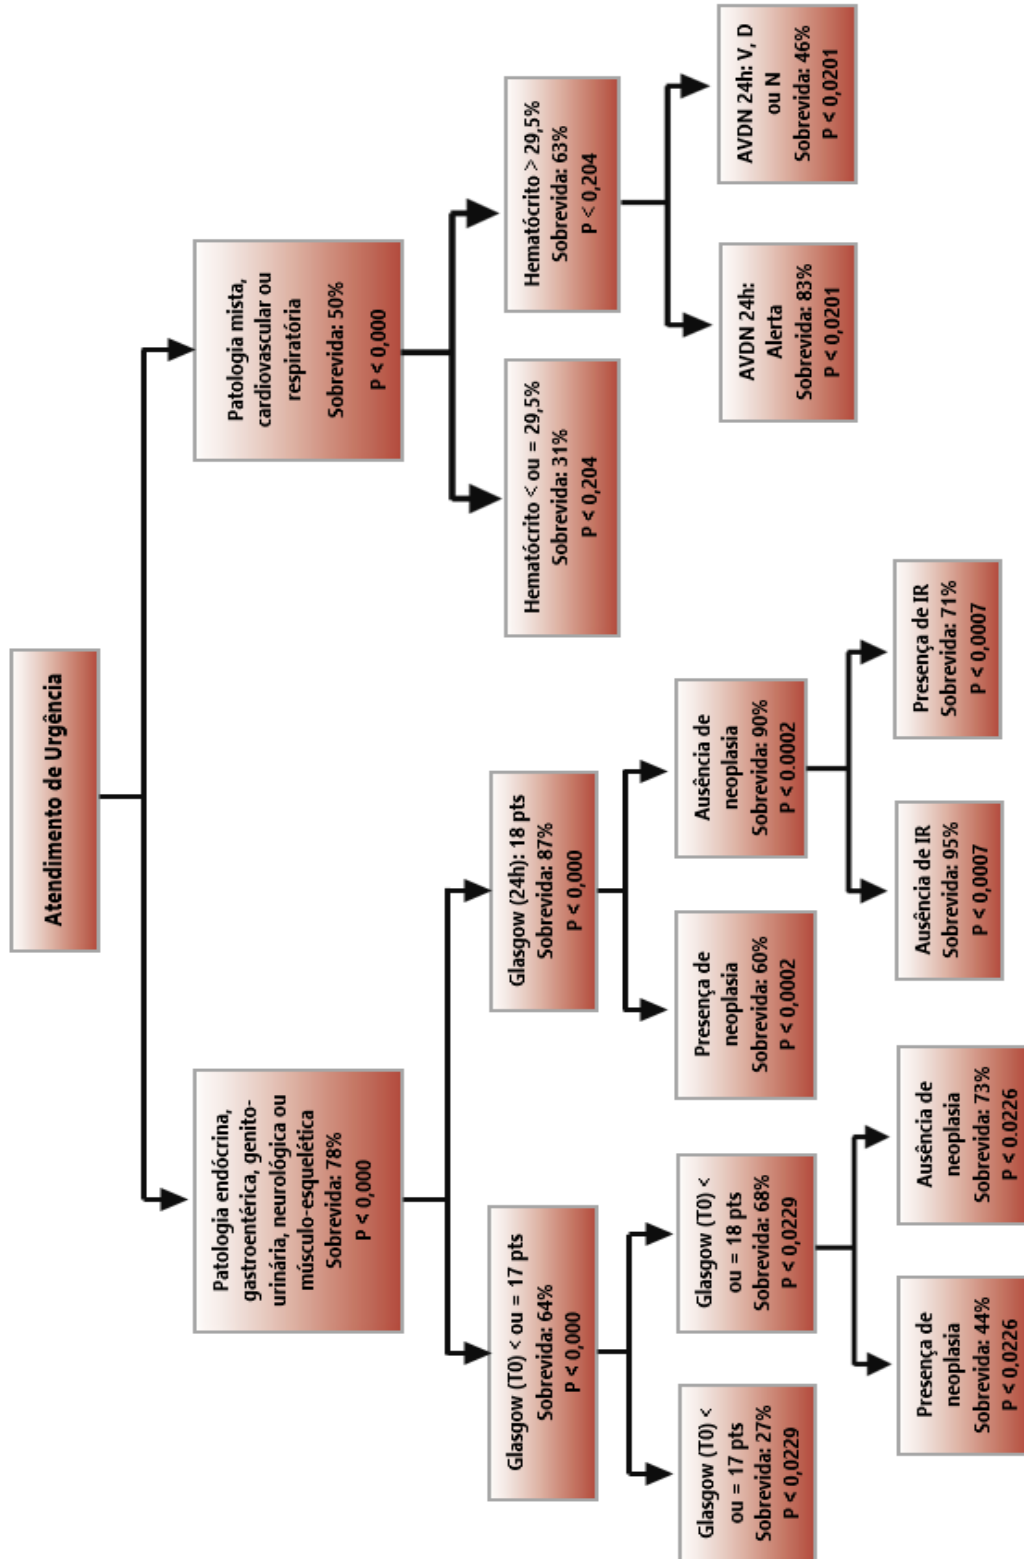 Atendimento de Urgência
Patologia endócrina,
gastroentérica, genito-
urinária, neurológica ou
músculo-esquelética
Sobrevida: 78%
P < 0,000
Patologia mista,
cardiovascular ou
respiratória
Sobrevida: 50%
P < 0,000
Glasgow (T0) < ou = 17 pts
Sobrevida: 64%
P < 0,000
Glasgow (24h): 18 pts
Sobrevida: 87%
P < 0,000
Hematócrito < ou = 29,5%
Sobrevida: 31%
P < 0,204
Hematócrito > 29,5%
Sobrevida: 63%
P < 0,204
Glasgow (T0) <
ou = 17 pts
Sobrevida: 27%
P < 0,0229
Glasgow (T0) <
ou = 18 pts
Sobrevida: 68%
P < 0,0229
Presença de
neoplasia
Sobrevida: 60%
P < 0,0002
Ausência de
neoplasia
Sobrevida: 90%
P < 0.0002
AVDN 24h:
Alerta
Sobrevida: 83%
P < 0,0201
AVDN 24h: V, D
ou N
Sobrevida: 46%
P < 0,0201
Presença de
neoplasia
Sobrevida: 44%
P < 0,0226
Ausência de
neoplasia
Sobrevida: 73%
P < 0.0226
Ausência de IR
Sobrevida: 95%
P < 0,0007
Presença de IR
Sobrevida: 71%
P < 0,0007